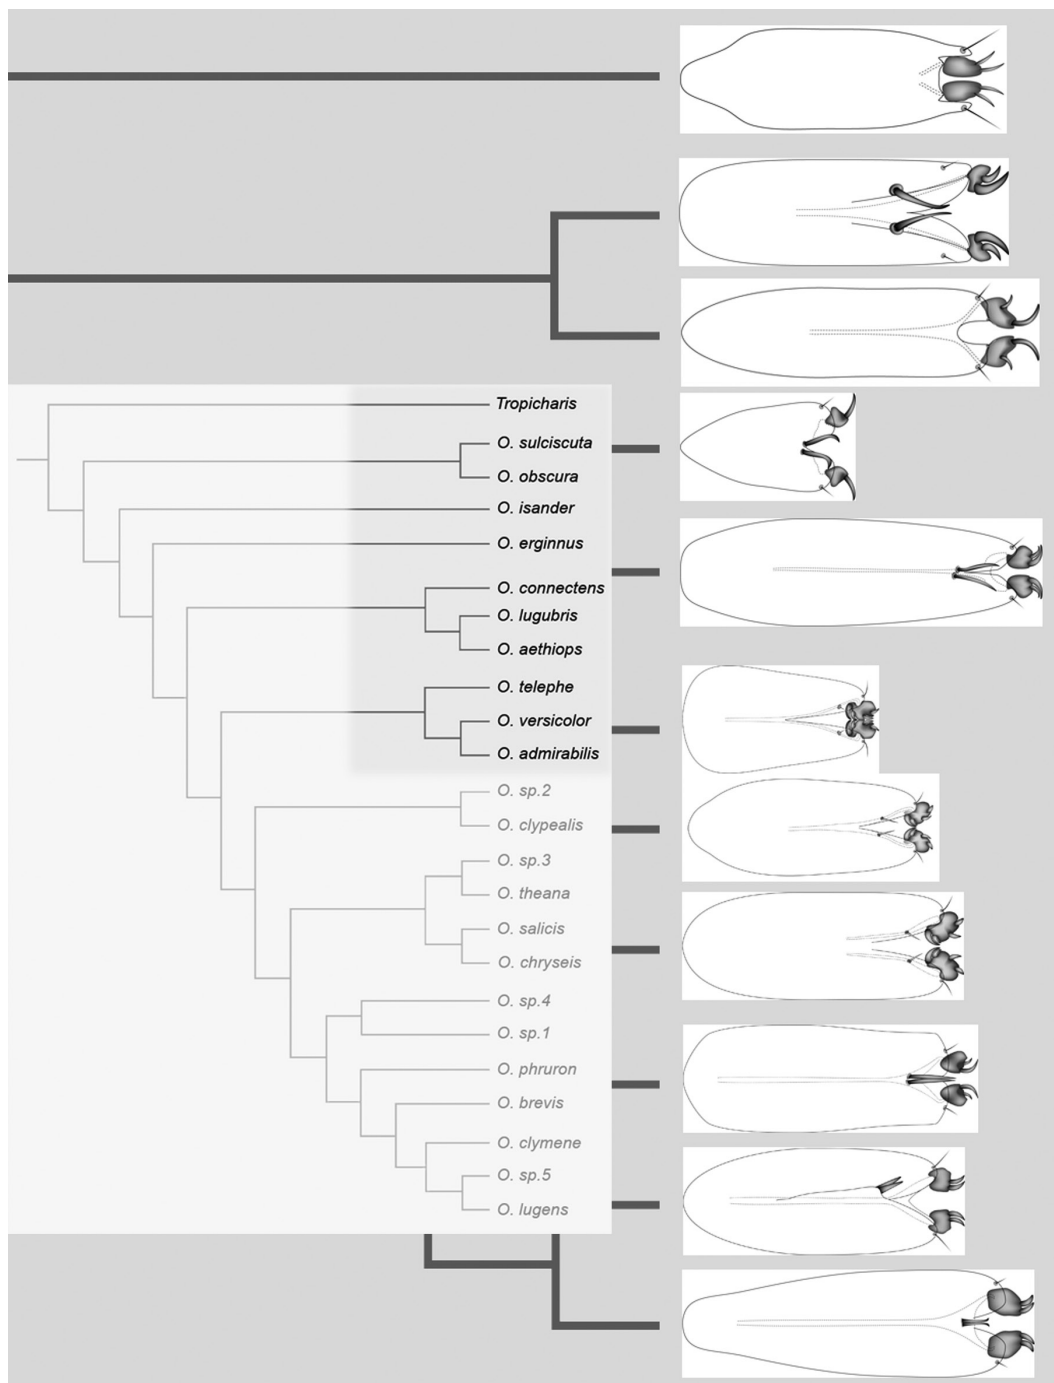 Tropicharis
O. sulciscuta
O. obscura
O. isander
O. erginnus
O. connectens
O. lugubris
O. aethiops
O. telephe
O. versicolor
O. admirabilis
O. sp.2
O. clypealis
O. sp.3
O. theana
O. salicis
O. chryseis
O. sp.4
O. sp.1
O. phruron
O. brevis
O. clymene
O. sp.5
O. lugens